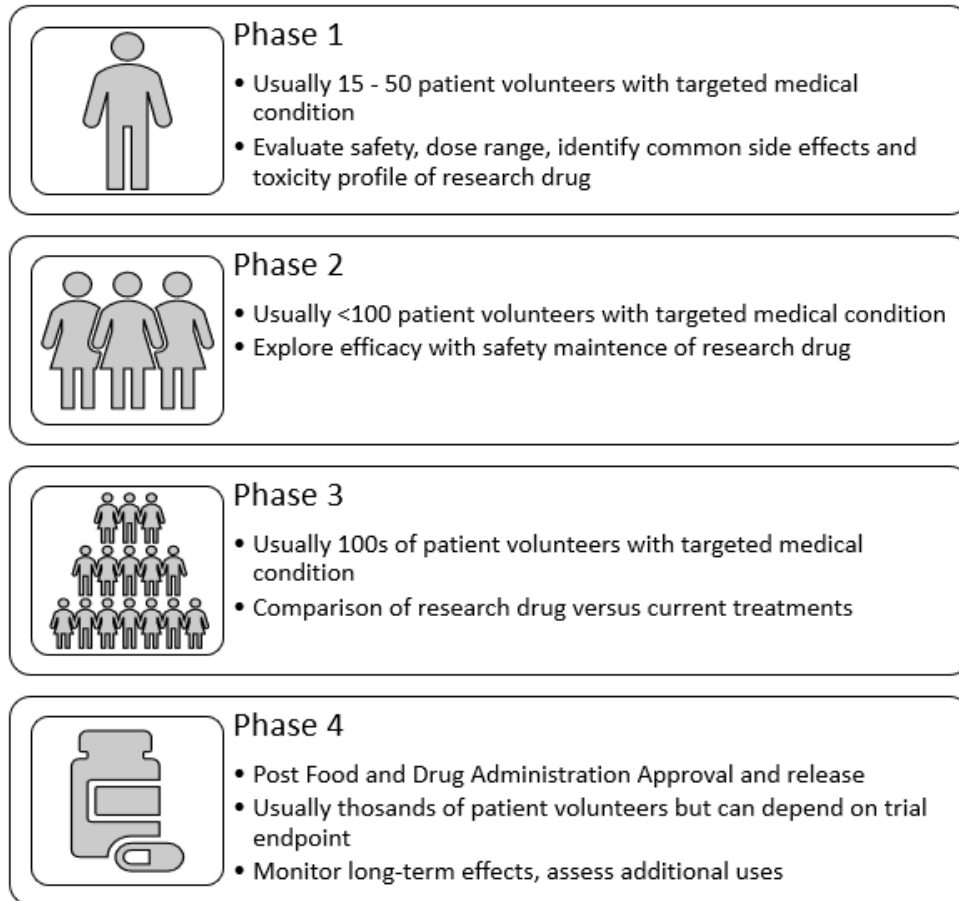 Phase 1
• Usually 15 - 50 patient volunteers with targeted medical
condition
• Evaluate safety, dose range, identify common side effects and
toxicity profile of research drug
Phase 2
• Usually <100 patient volunteers with targeted medical condition
• Explore efficacy with safety maintence of research drug
Phase 3
• Usually 100s of patient volunteers with targeted medical
condition
• Comparison of research drug versus current treatments
Phase 4
• Post Food and Drug Administration Approval and release
• Usually thosands of patient volunteers but can depend on trial
endpoint
• Monitor long-term effects, assess additional uses